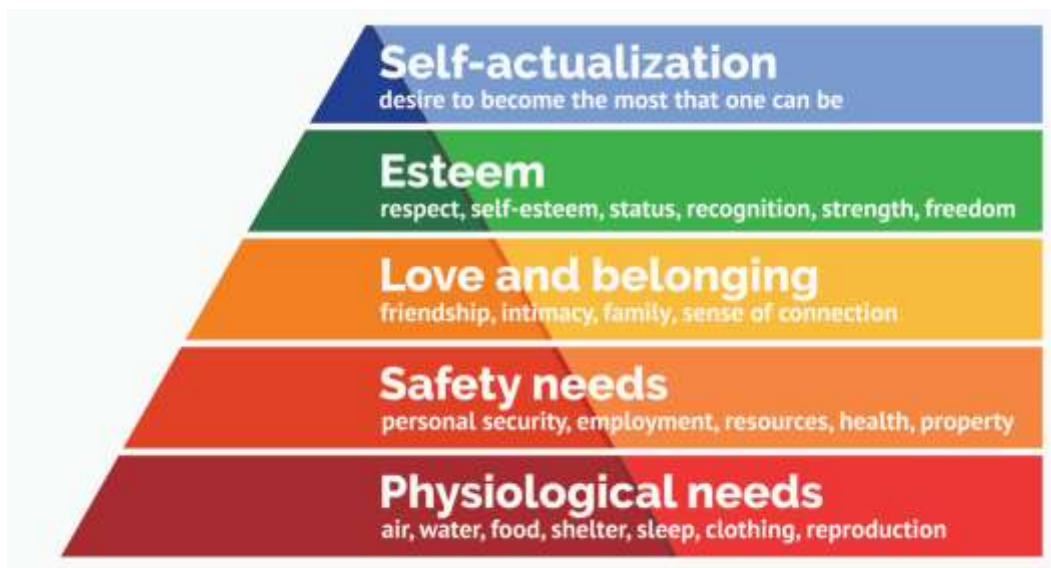 Self-actualization
desire to become the most that one can be
Esteem
respect, self-esteem, status, recognition, strength, freedom
Love and belonging
friendship, intimacy, family, sense of connection
Safety needs
personal security, employment, resources, health, property
Physiological needs
air, water, food, shelter, sleep, clothing, reproduction